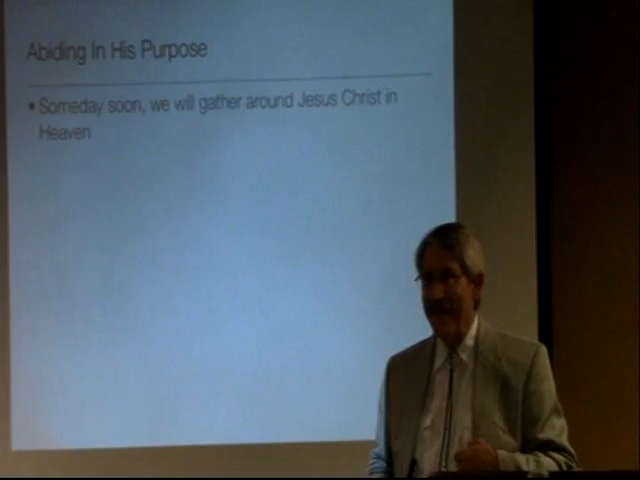 Abiding In His Purpose
• Someday soon, we will gather around Jesus Christ in
Heaven